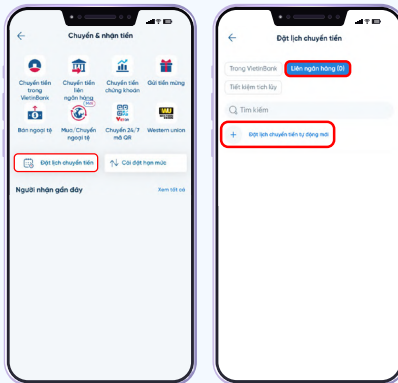 Chuyển & nhận tiền
Chuyển tiền trong VietinBank
Chuyển tiền liên ngân hàng
Chuyển tiền chứng khoán
Gửi tiền mừng
Bán ngoại tệ
Mua/Chuyển ngoại tệ
Chuyển 24/7 mã QR
Western union
Đặt lịch chuyển tiền
Cài đặt hạn mức
Người nhận gần đây
Xem tất cả
Đặt lịch chuyển tiền
Trong VietinBank
Liên ngân hàng (0)
Tiết kiệm tích lũy
Tìm kiếm
Đặt lịch chuyển tiền tự động mới